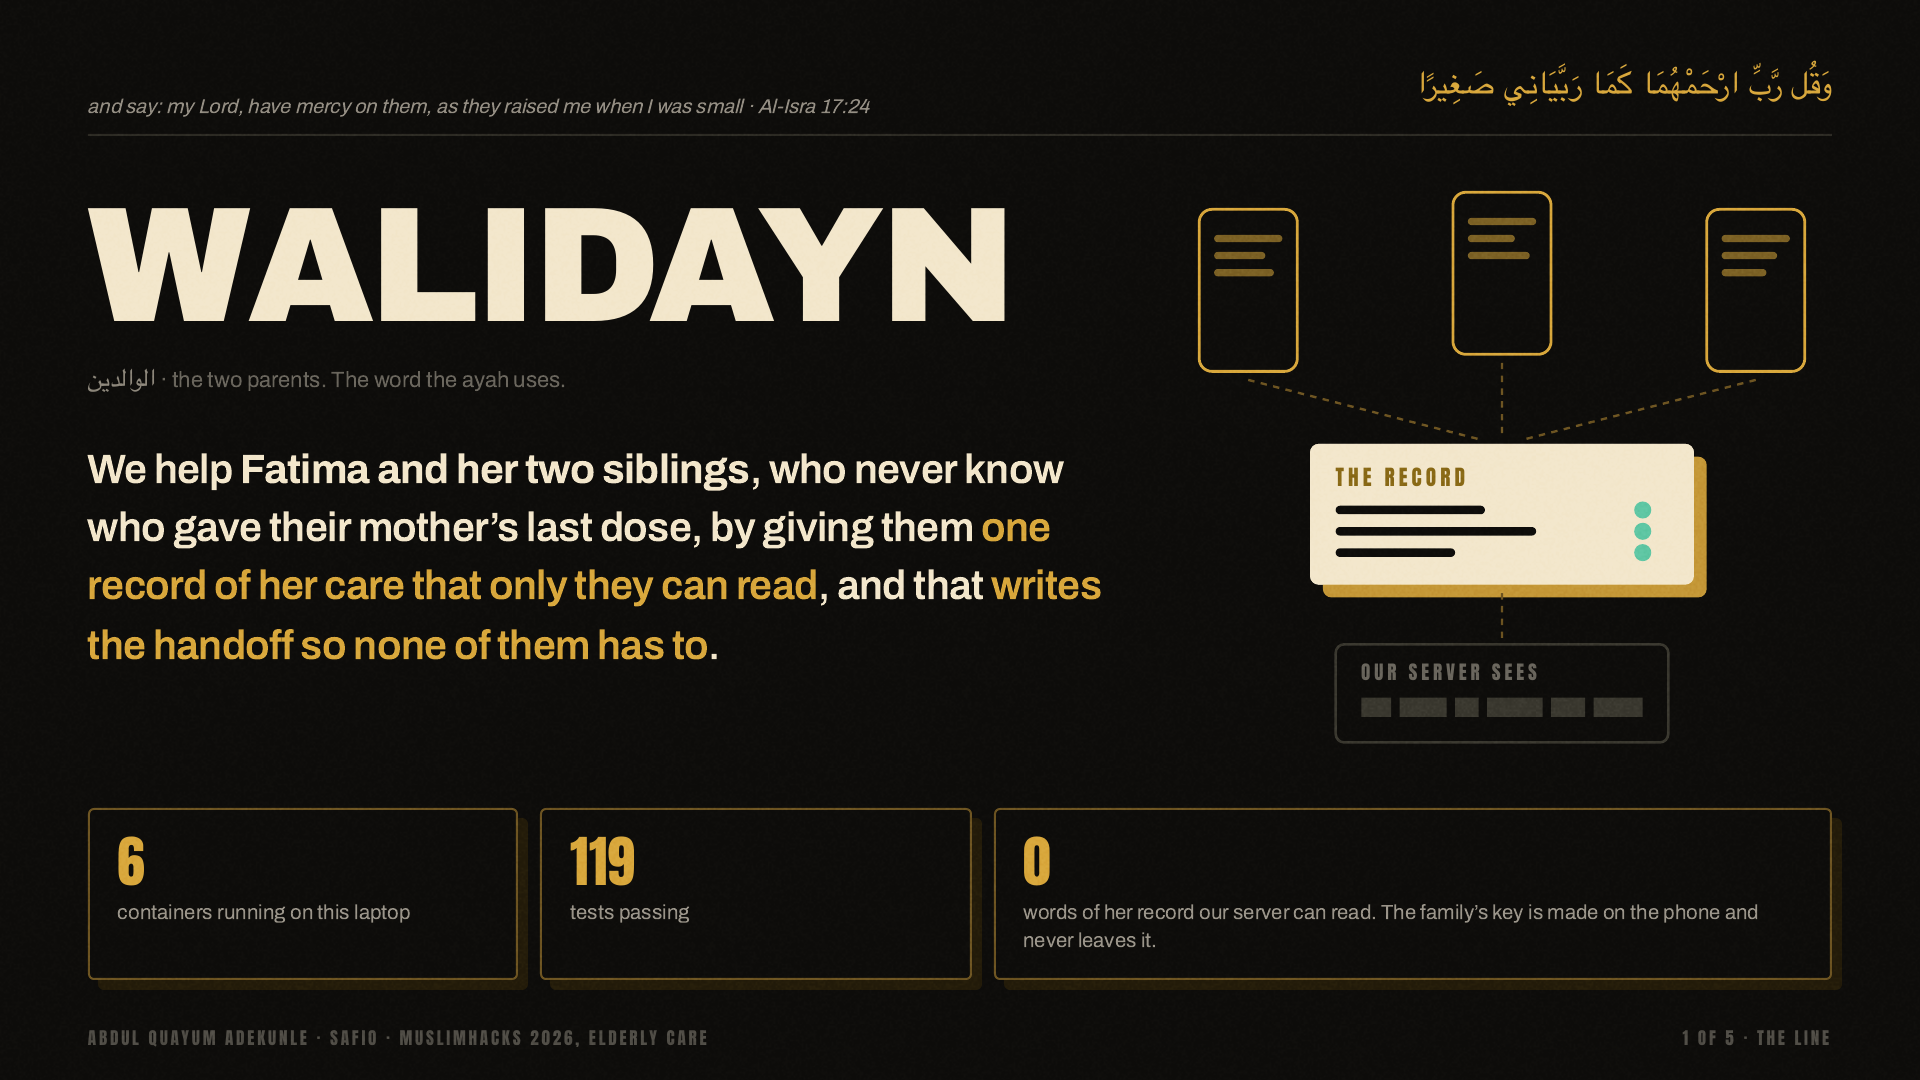 and say: my Lord, have mercy on them, as they raised me when I was small · Al-Isra 17:24
وَقُل رَّبِّ ارْحَمْهُمَا كَمَا رَبَّيَانِي صَغِيرًا
WALIDAYN
الوالدين · the two parents. The word the ayah uses.
We help Fatima and her two siblings, who never know
who gave their mother’s last dose, by giving them one
record of her care that only they can read, and that writes
the handoff so none of them has to.
THE RECORD
OUR SERVER SEES
6
containers running on this laptop
119
tests passing
0
words of her record our server can read. The family’s key is made on the phone and
never leaves it.
ABDUL QUAYUM ADEKUNLE · SAFIO · MUSLIMHACKS 2026, ELDERLY CARE
1 OF 5 · THE LINE